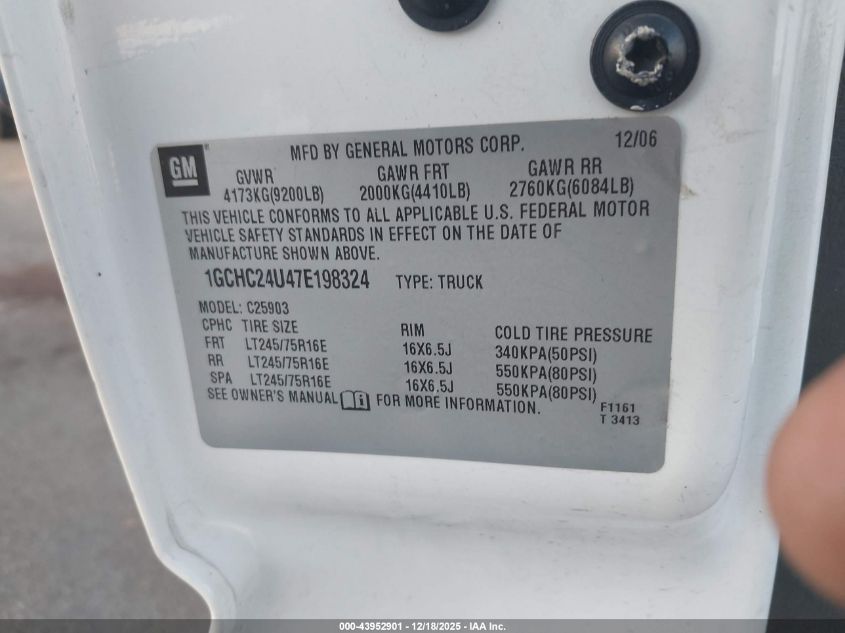 GM
MFD BY GENERAL MOTORS CORP. 12/06
GVWR GAWR FRT GAWR RR
4173KG(9200LB) 2000KG(4410LB) 2760KG(6084LB)
THIS VEHICLE CONFORMS TO ALL APPLICABLE U.S. FEDERAL MOTOR
VEHICLE SAFETY STANDARDS IN EFFECT ON THE DATE OF
MANUFACTURE SHOWN ABOVE.
1GCHC24U47E198324 TYPE: TRUCK
MODEL: C25903
CPHC TIRE SIZE RIM COLD TIRE PRESSURE
FRT LT245/75R16E 16X6.5J 340KPA(50PSI)
RR LT245/75R16E 16X6.5J 550KPA(80PSI)
SPA LT245/75R16E 16X6.5J 550KPA(80PSI)
SEE OWNER'S MANUAL FOR MORE INFORMATION.
F1161
T 3413
000-43952901 - 12/18/2025 - IAA Inc.